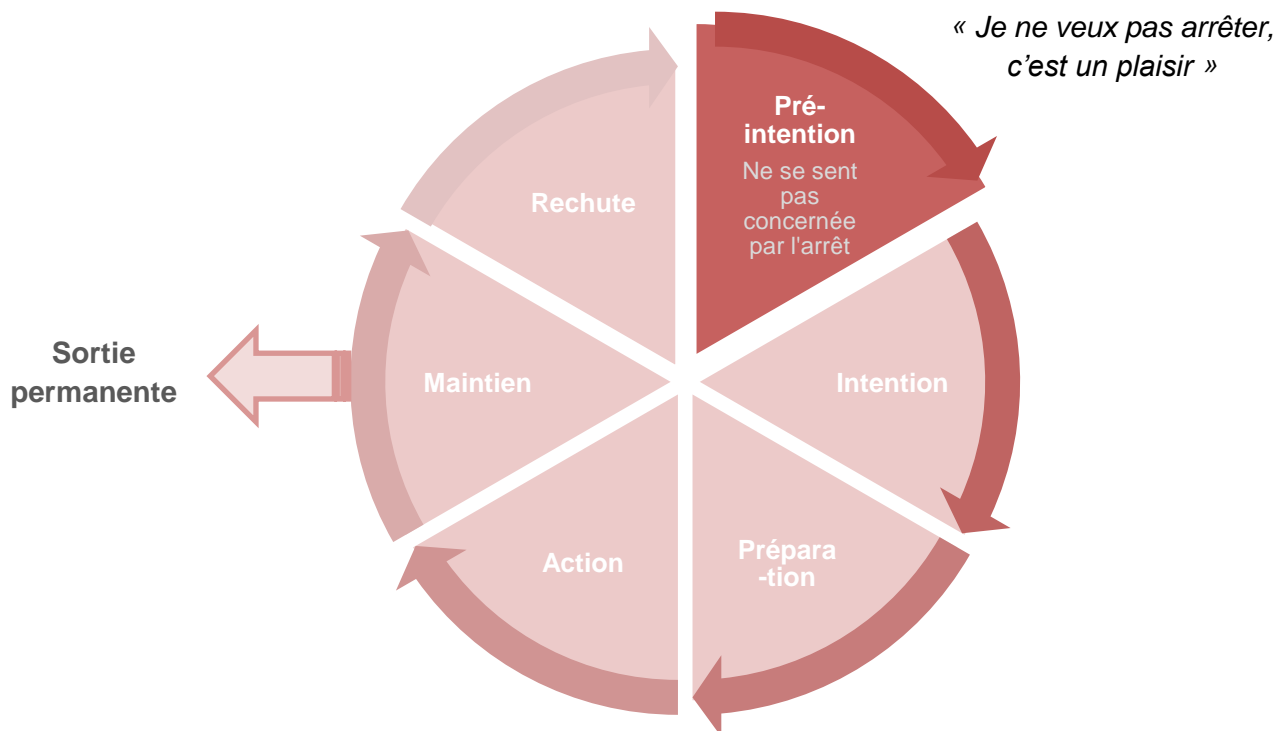 « Je ne veux pas arrêter,
c'est un plaisir »
Pré-
intention
Ne se sent
pas
concernée
par l'arrêt
Rechute
Sortie
permanente
Maintien
Intention
Action
Prépara
-tion